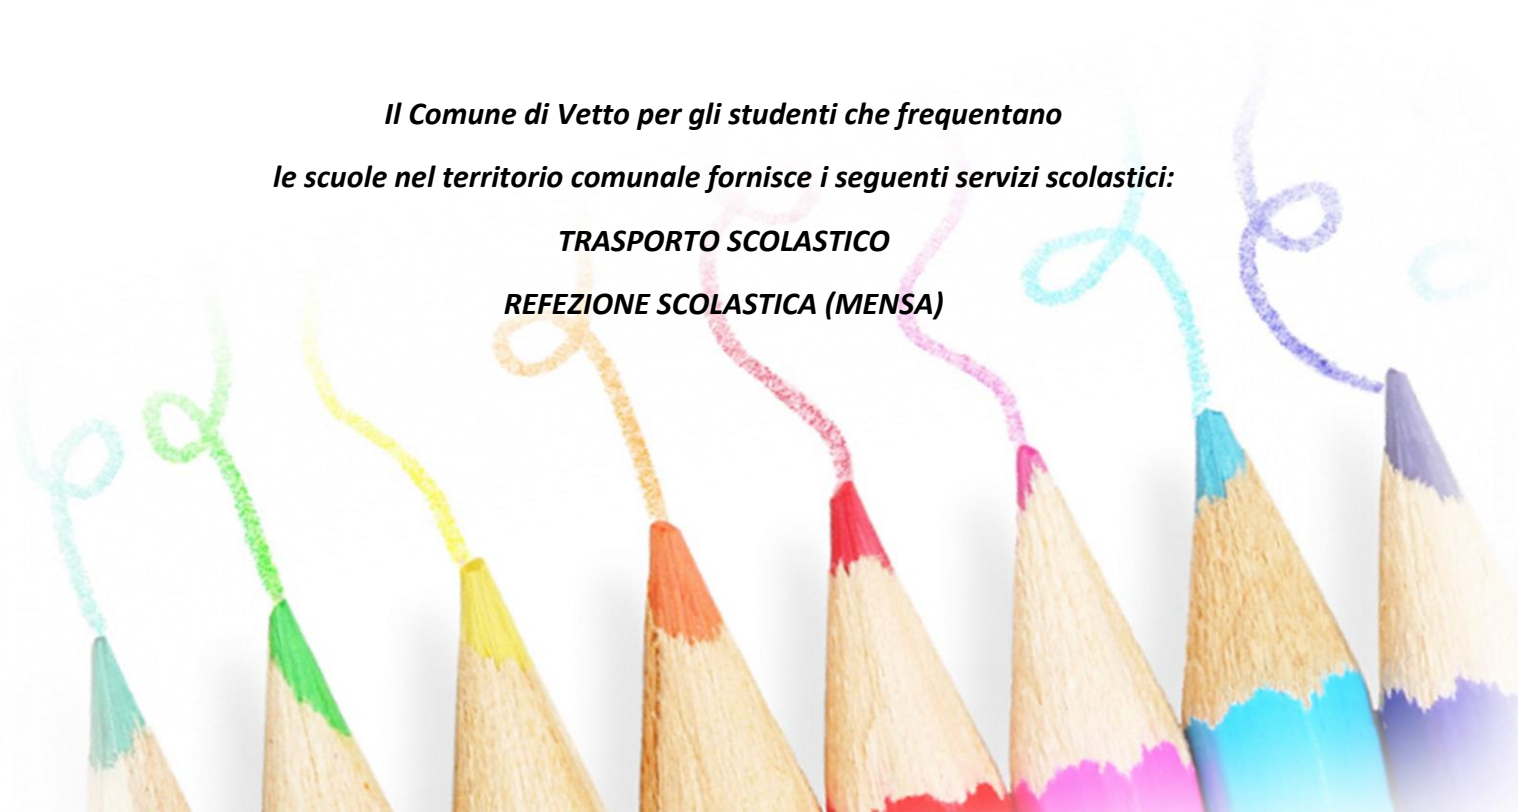 Il Comune di Vetto per gli studenti che frequentano
le scuole nel territorio comunale fornisce i seguenti servizi scolastici:
TRASPORTO SCOLASTICO
REFEZIONE SCOLASTICA (MENSA)